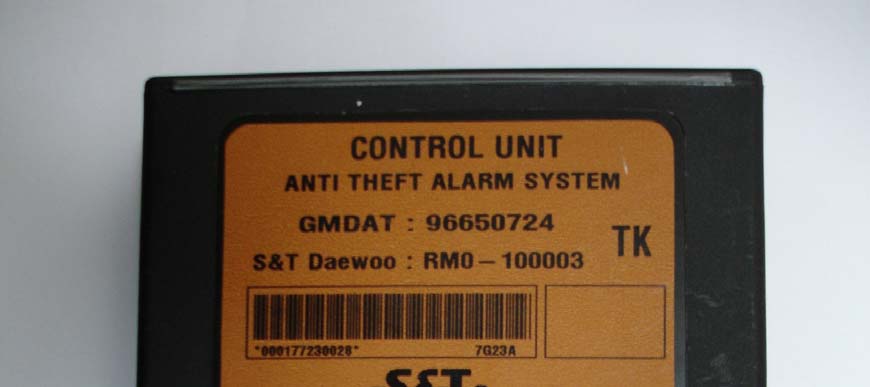 CONTROL UNIT
ANTI THEFT ALARM SYSTEM
GMDAT : 96650724
TK
S&T Daewoo : RM0-100003
*000177230028* 7G23A
S&T